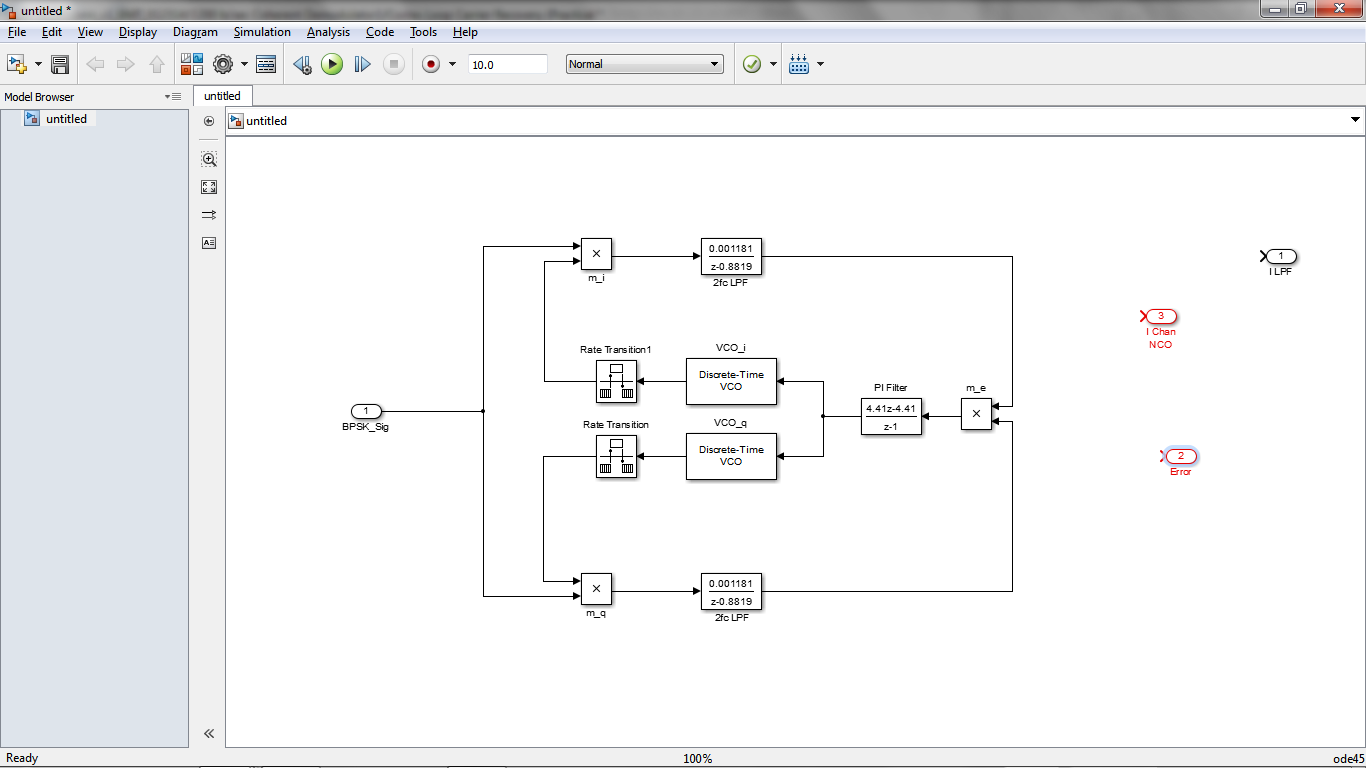 untitled *
File Edit View Display Diagram Simulation Analysis Code Tools Help
10.0
Normal
Model Browser
untitled
untitled
untitled
×
m_i
0.001181
z-0.8819
2fc LPF
1
I LPF
3
I Chan
NCO
Rate Transition1
VCO_i
Discrete-Time
VCO
PI Filter
4.41z-4.41
z-1
m_e
×
1
BPSK_Sig
Rate Transition
VCO_q
Discrete-Time
VCO
2
Error
×
m_q
0.001181
z-0.8819
2fc LPF
Ready
100%
ode45